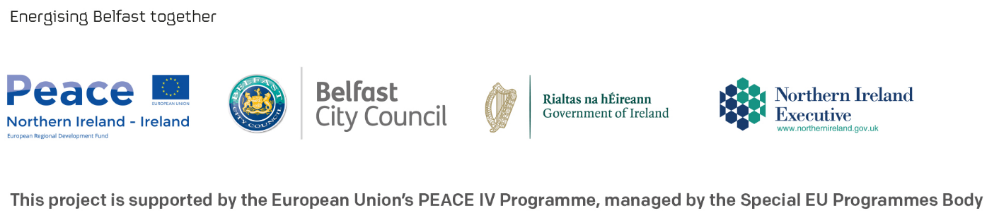 Energising Belfast together
Peace
EUROPEAN UNION
Northern Ireland - Ireland
European Regional Development Fund
BELFAST
CITY COUNCIL
Belfast
City Council
Rialtas na hÉireann
Government of Ireland
Northern Ireland
Executive
www.northernireland.gov.uk
This project is supported by the European Union’s PEACE IV Programme, managed by the Special EU Programmes Body